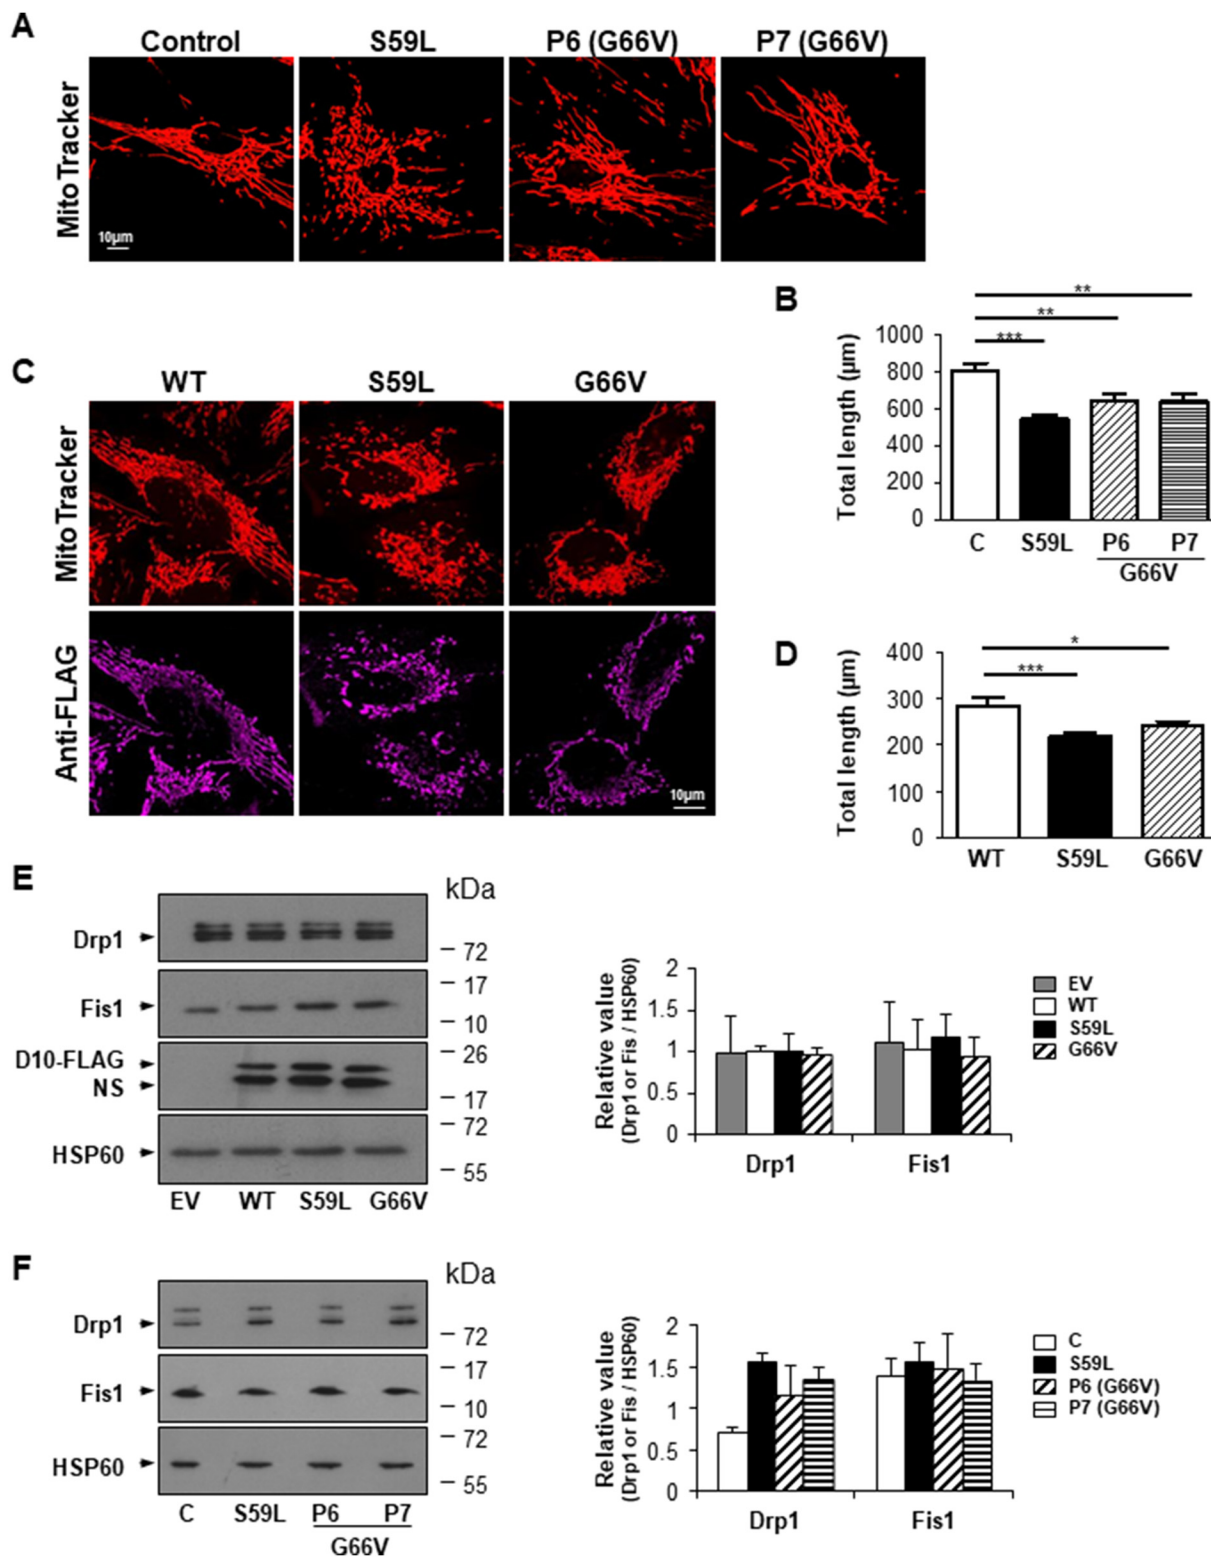 A
Control S59L P6 (G66V) P7 (G66V)
MitoTracker
10µm
B
**
**
***
Total length (µm)
1000
800
600
400
200
0
C S59L P6 P7
G66V
C
WT S59L G66V
MitoTracker
Anti-FLAG
10µm
D
*
***
Total length (µm)
400
300
200
100
0
WT S59L G66V
E
kDa
Drp1
72
Fis1
17
10
D10-FLAG
NS
26
17
HSP60
72
55
EV WT S59L G66V
Relative value
(Drp1 or Fis / HSP60)
2
1.5
1
0.5
0
Drp1 Fis1
EV
WT
S59L
G66V
F
kDa
Drp1
72
Fis1
17
10
HSP60
72
55
C S59L P6 P7
G66V
Relative value
(Drp1 or Fis / HSP60)
2
1.5
1
0.5
0
Drp1 Fis1
C
S59L
P6 (G66V)
P7 (G66V)